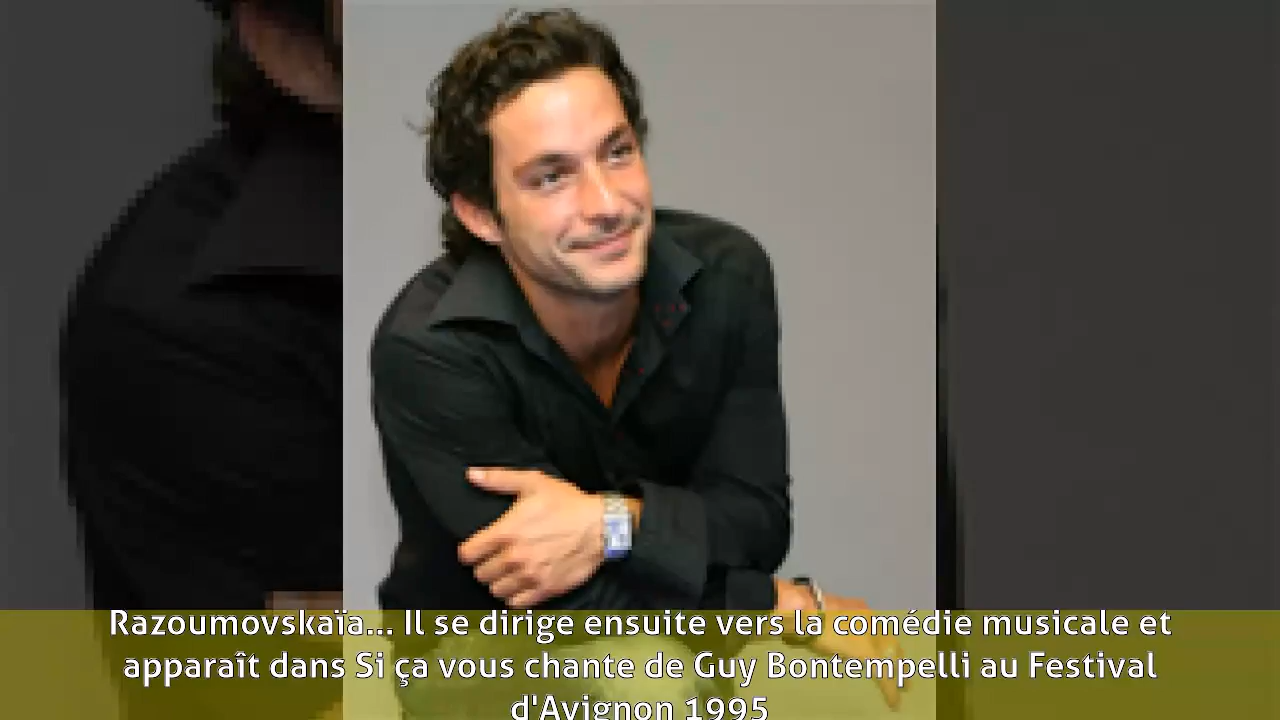 Razoumovskaïa... Il se dirige ensuite vers la comédie musicale et
apparaît dans Si ça vous chante de Guy Bontempelli au Festival
d'Avignon 1995